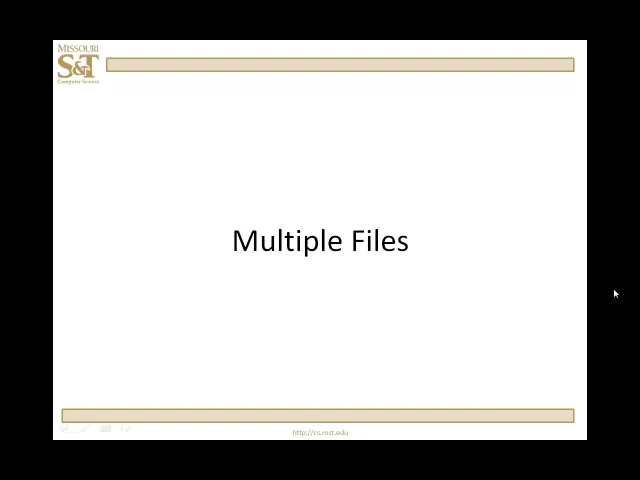 MISSOURI
S&T
Computer Science
Multiple Files
http://cs.mst.edu